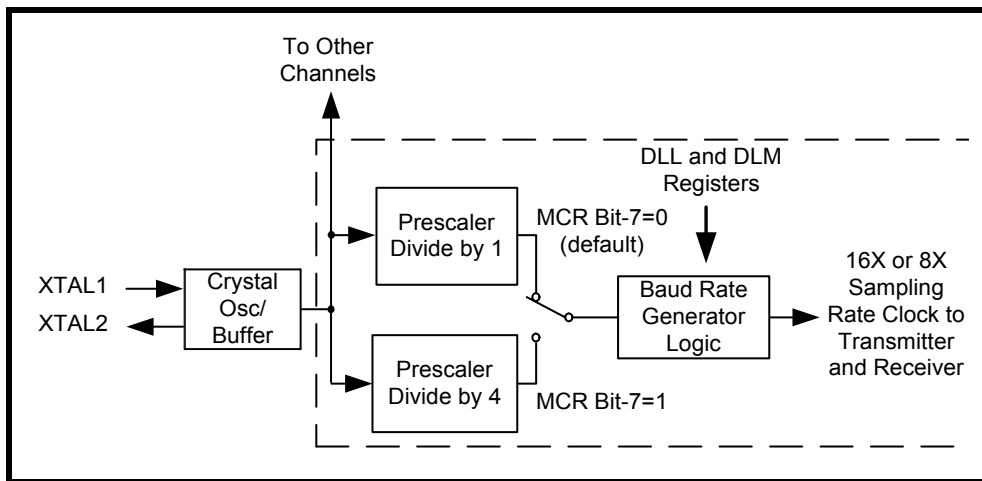 To Other
Channels
DLL and DLM
Registers
Prescaler
Divide by 1
MCR Bit-7=0
(default)
16X or 8X
Sampling
Rate Clock to
Transmitter
and Receiver
XTAL1
XTAL2
Crystal
Osc/
Buffer
Baud Rate
Generator
Logic
Prescaler
Divide by 4
MCR Bit-7=1